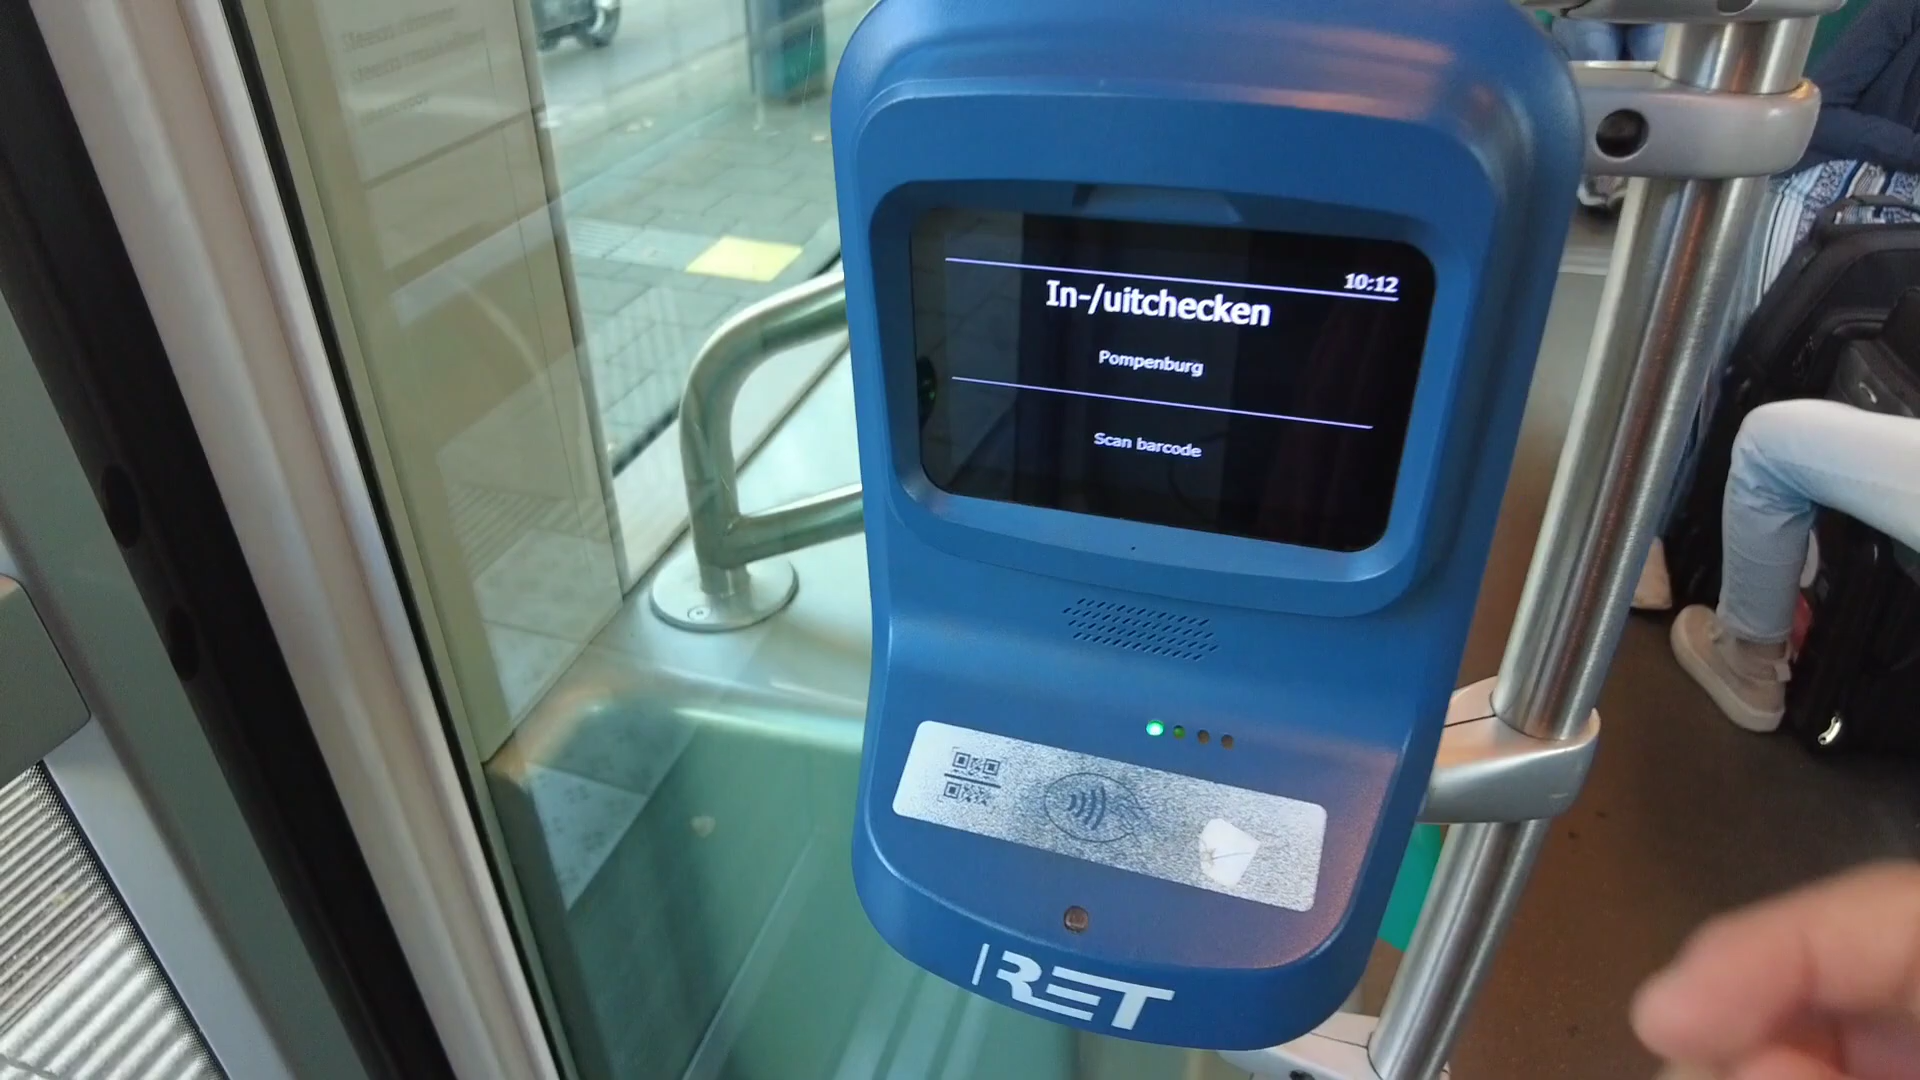 10:12
In-/uitchecken
Pompenburg
Scan barcode
RET